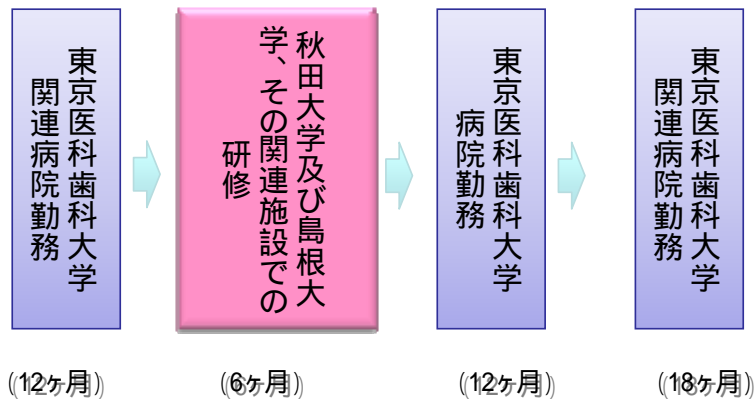 東京医科歯科大学
関連病院勤務
秋田大学及び島根大
学、その関連施設での
研修
東京医科歯科大学
病院勤務
東京医科歯科大学
関連病院勤務
(12ヶ月)
(6ヶ月)
(12ヶ月)
(18ヶ月)